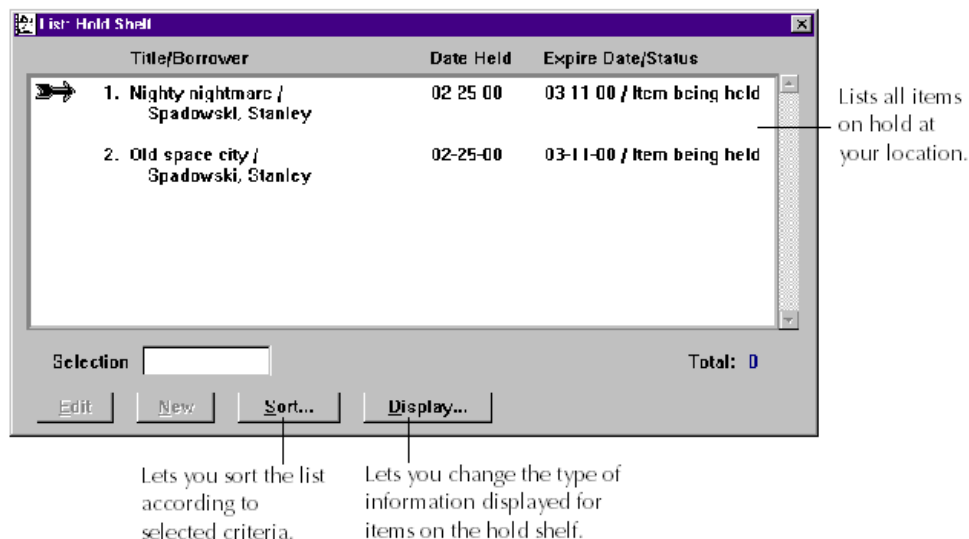 List: Hold Shelf
Title/Borrower Date Held Expire Date/Status
1. Nighty nightmare / 02-25-00 03-11-00 / Item being held
Spadowski, Stanley
2. Old space city / 02-25-00 03-11-00 / Item being held
Spadowski, Stanley
Lists all items
on hold at
your location.
Selection Total: 0
Edit New Sort... Display...
Lets you sort the list
according to
selected criteria.
Lets you change the type of
information displayed for
items on the hold shelf.